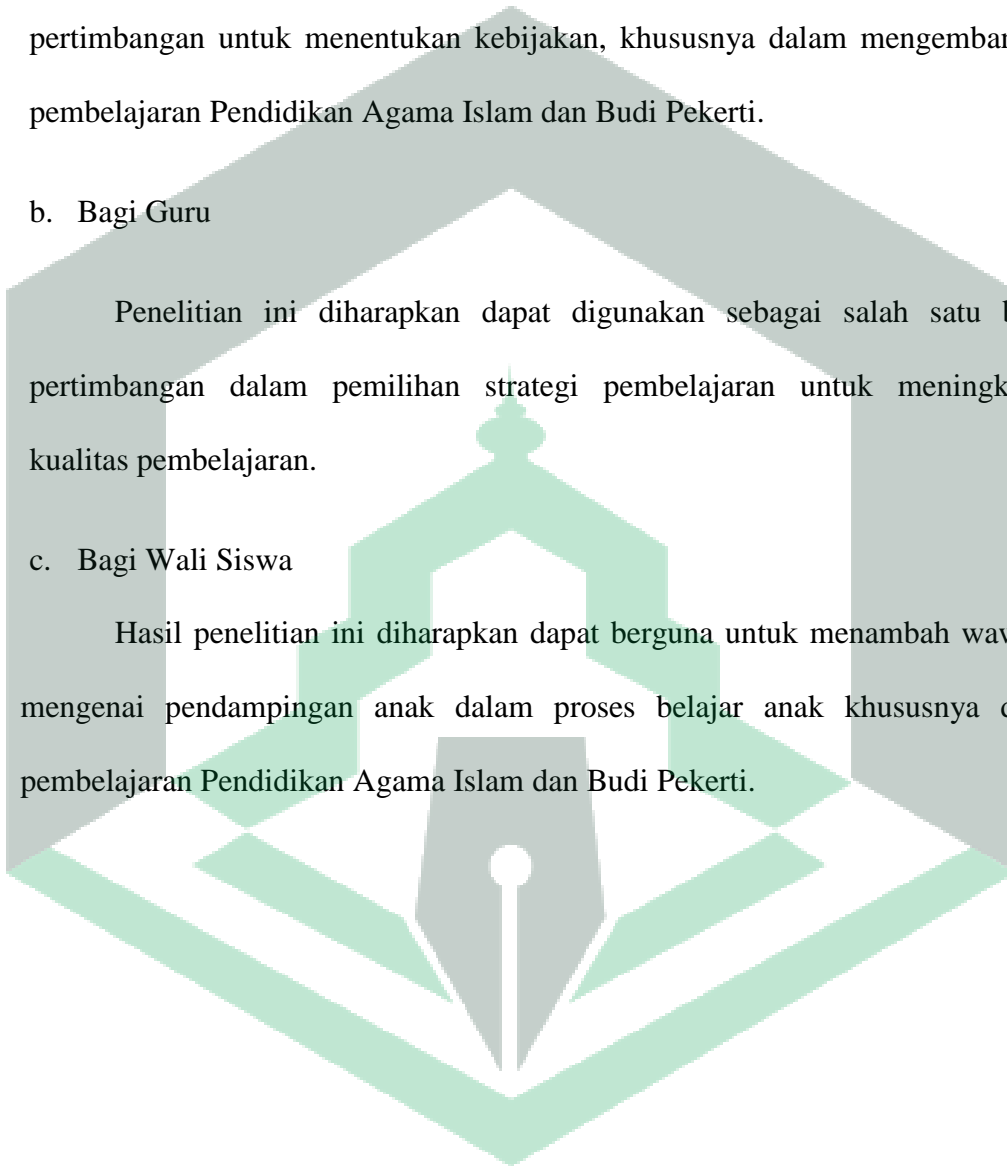 pertimbangan untuk menentukan kebijakan, khususnya dalam mengemban
pembelajaran Pendidikan Agama Islam dan Budi Pekerti.
b. Bagi Guru
Penelitian ini diharapkan dapat digunakan sebagai salah satu
pertimbangan dalam pemilihan strategi pembelajaran untuk meningk
kualitas pembelajaran.
c. Bagi Wali Siswa
Hasil penelitian ini diharapkan dapat berguna untuk menambah
mengenai pendampingan anak dalam proses belajar anak khususnya
pembelajaran Pendidikan Agama Islam dan Budi Pekerti.